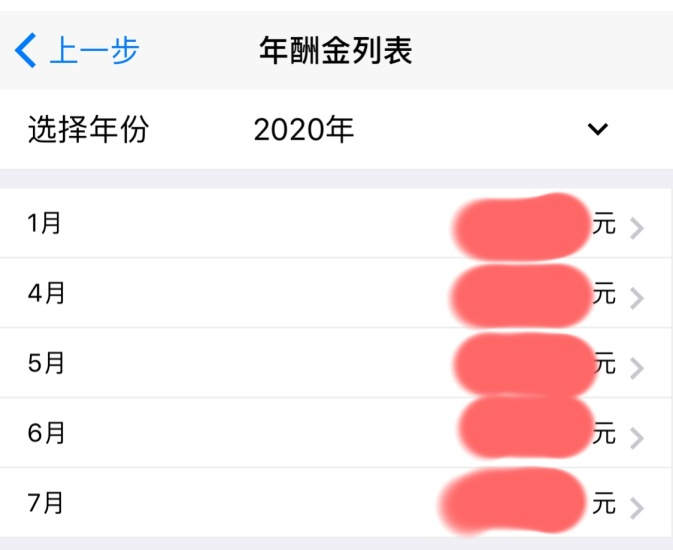 上一步 年酬金列表
选择年份 2020年
1月 元
4月 元
5月 元
6月 元
7月 元